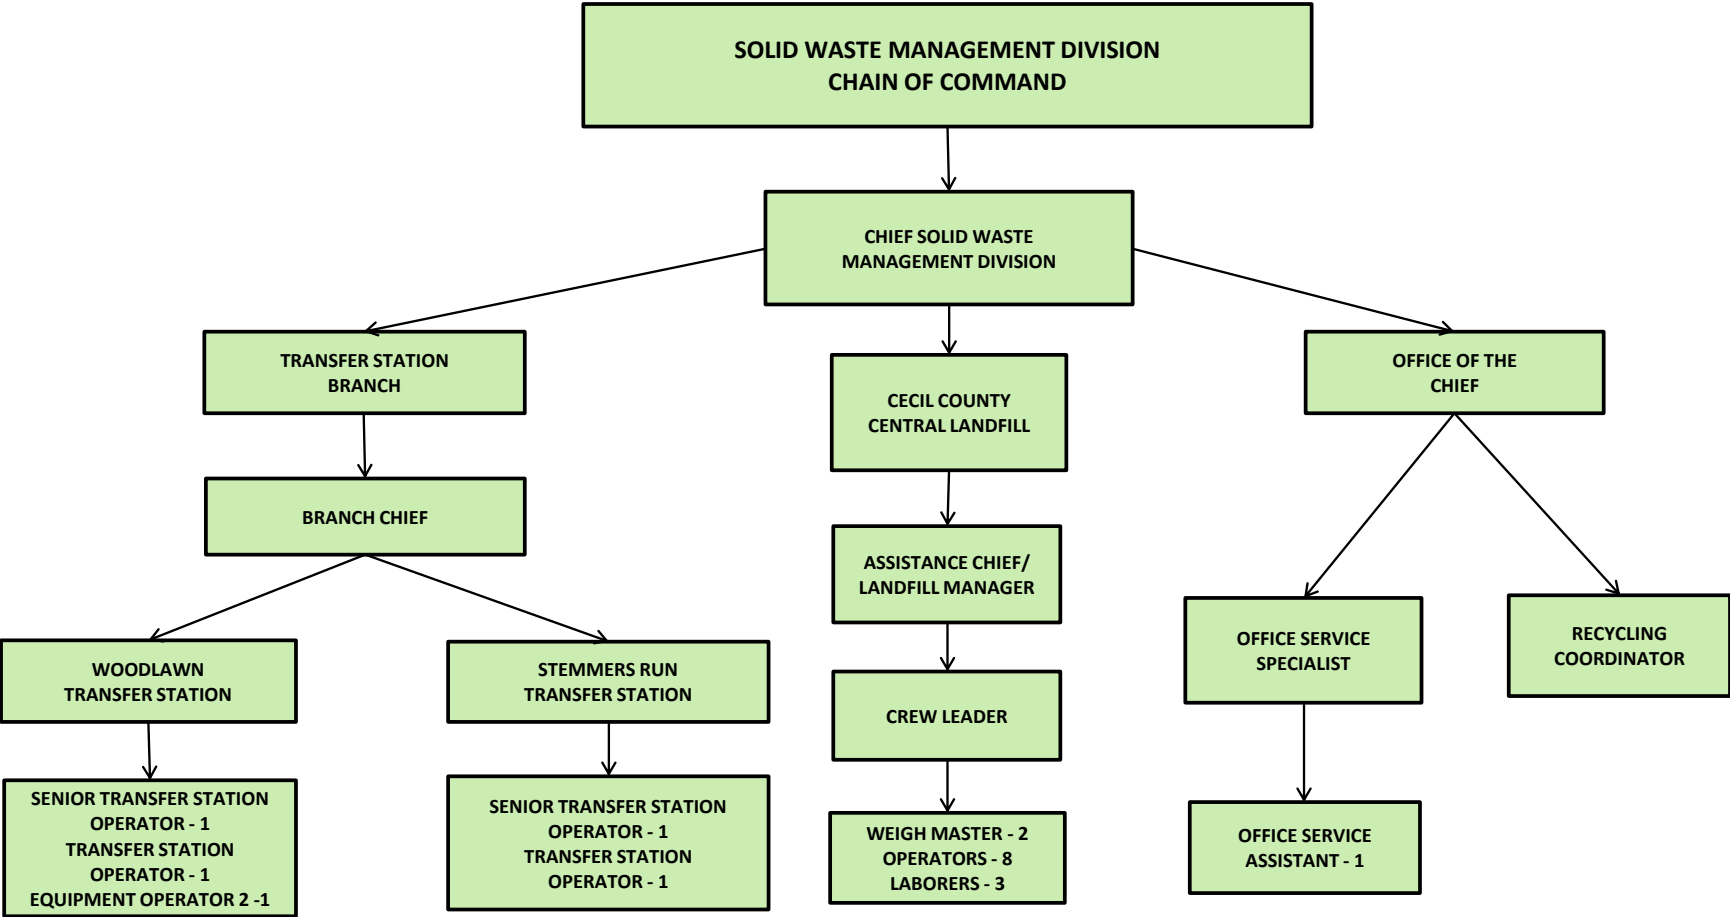 SOLID WASTE MANAGEMENT DIVISION
CHAIN OF COMMAND
CHIEF SOLID WASTE
MANAGEMENT DIVISION
TRANSFER STATION
BRANCH
CECIL COUNTY
CENTRAL LANDFILL
OFFICE OF THE
CHIEF
BRANCH CHIEF
ASSISTANCE CHIEF/
LANDFILL MANAGER
OFFICE SERVICE
SPECIALIST
RECYCLING
COORDINATOR
WOODLAWN
TRANSFER STATION
STEMMERS RUN
TRANSFER STATION
CREW LEADER
SENIOR TRANSFER STATION
OPERATOR - 1
TRANSFER STATION
OPERATOR - 1
EQUIPMENT OPERATOR 2 -1
SENIOR TRANSFER STATION
OPERATOR - 1
TRANSFER STATION
OPERATOR - 1
WEIGH MASTER - 2
OPERATORS - 8
LABORERS - 3
OFFICE SERVICE
ASSISTANT - 1